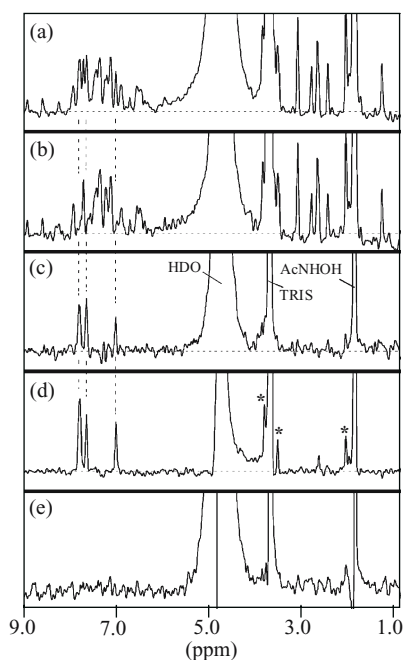 (a)
(b)
(c)
HDO
AcNHOH
TRIS
(d)
* * *
(e)
9.0 7.0 5.0 3.0 1.0
(ppm)